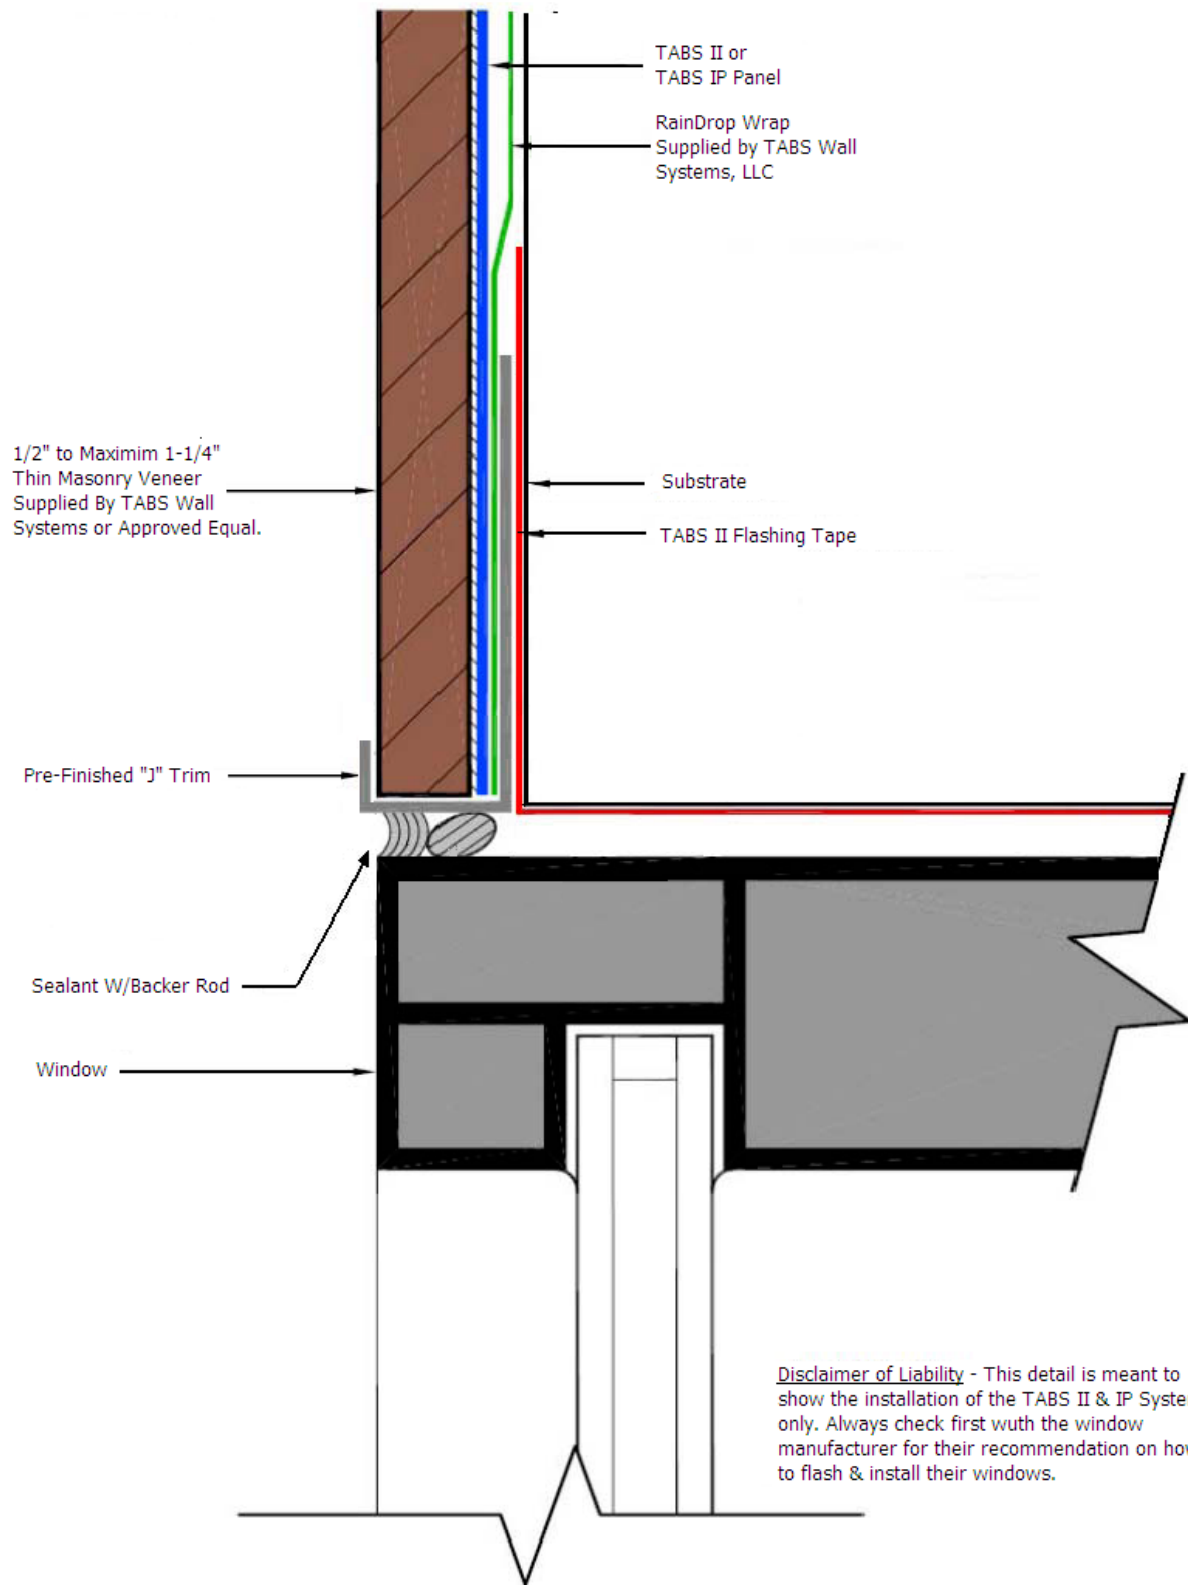 TABS II or
TABS IP Panel
RainDrop Wrap
Supplied by TABS Wall
Systems, LLC
1/2" to Maximim 1-1/4"
Thin Masonry Veneer
Supplied By TABS Wall
Systems or Approved Equal.
Substrate
TABS II Flashing Tape
Pre-Finished "J" Trim
Sealant W/Backer Rod
Window
Disclaimer of Liability - This detail is meant to
show the installation of the TABS II & IP Syste
only. Always check first wuth the window
manufacturer for their recommendation on ho
to flash & install their windows.